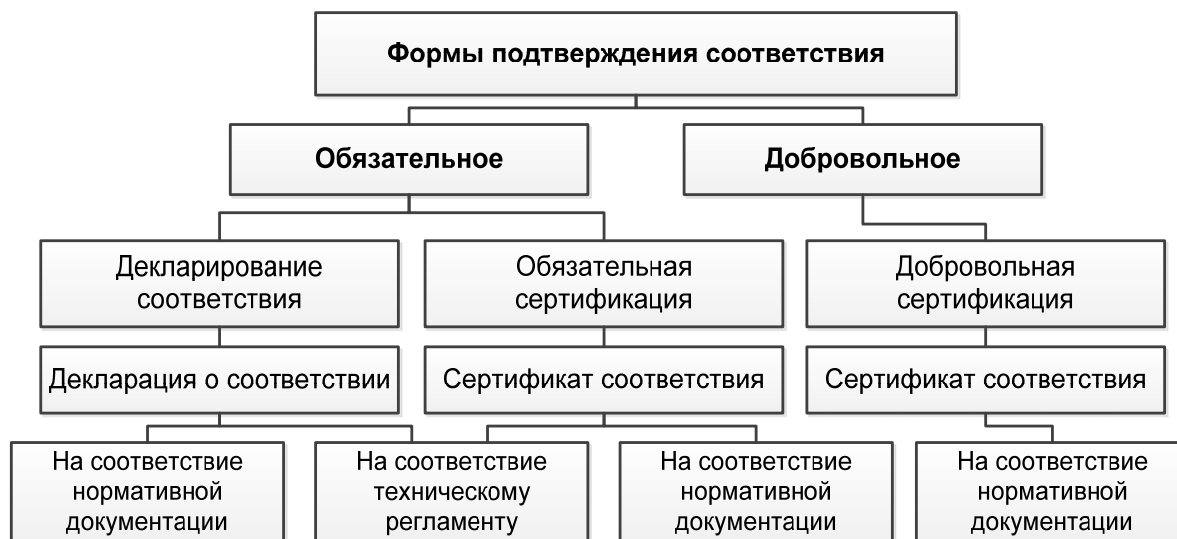 Формы подтверждения соответствия
Обязательное
Добровольное
Декларирование
соответствия
Обязательная
сертификация
Добровольная
сертификация
Декларация о соответствии
Сертификат соответствия
Сертификат соответствия
На соответствие
нормативной
документации
На соответствие
техническому
регламенту
На соответствие
нормативной
документации
На соответствие
нормативной
документации